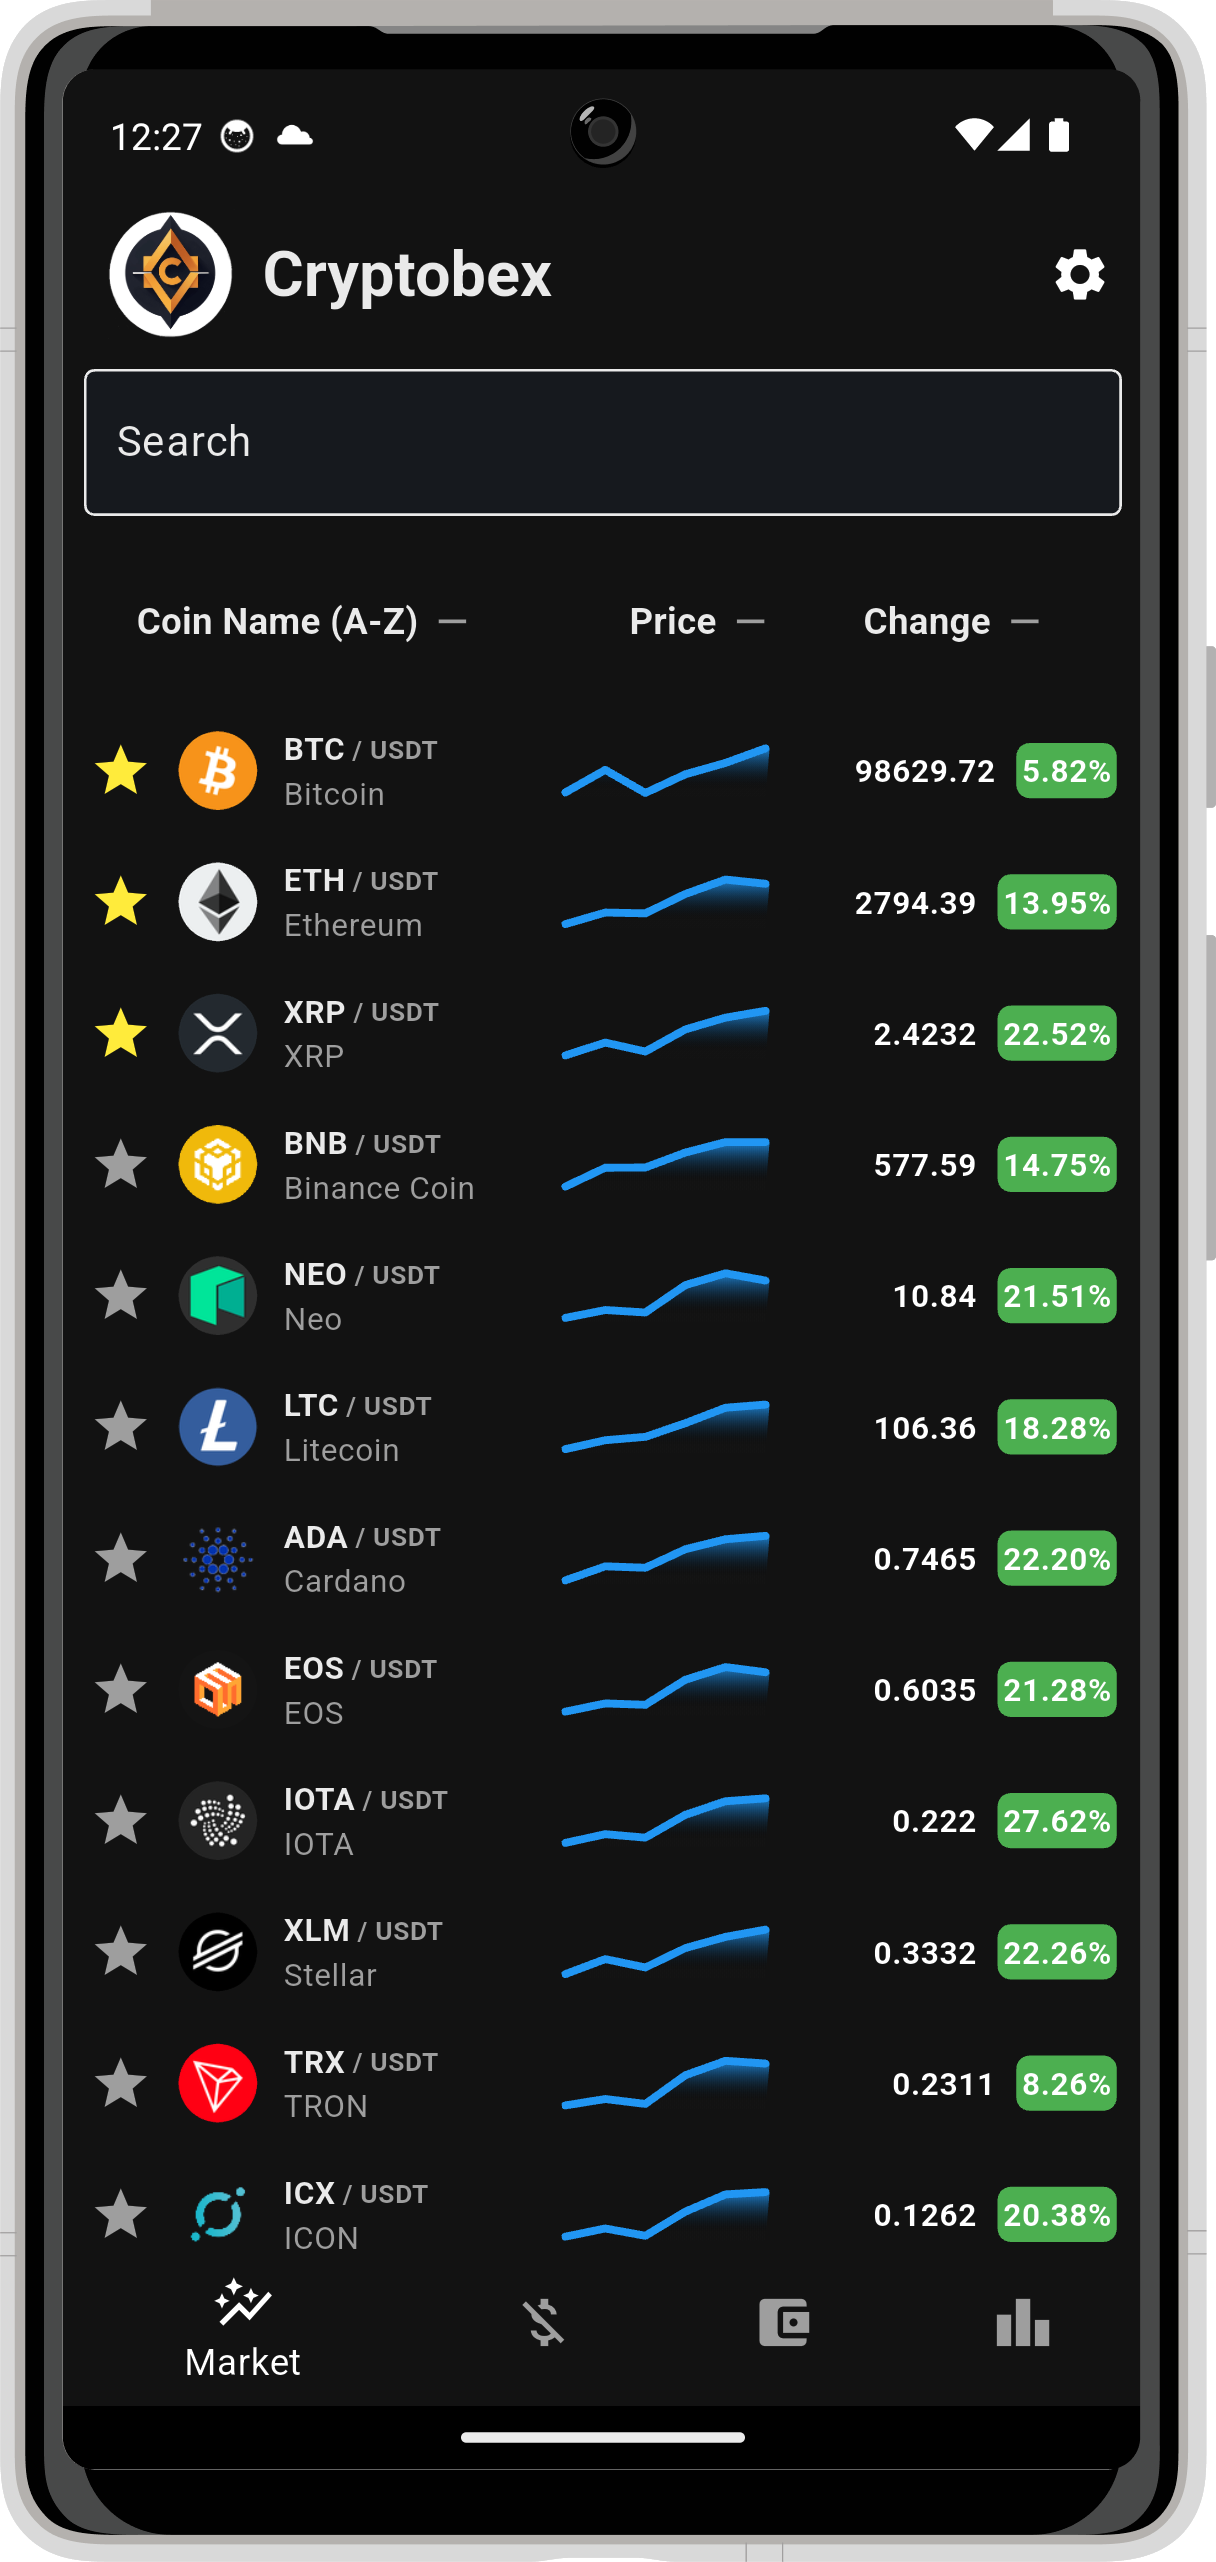 12:27
Cryptobex
Search
Coin Name (A-Z) Price Change
BTC / USDT 98629.72 5.82%
Bitcoin
ETH / USDT 2794.39 13.95%
Ethereum
XRP / USDT 2.4232 22.52%
XRP
BNB / USDT 577.59 14.75%
Binance Coin
NEO / USDT 10.84 21.51%
Neo
LTC / USDT 106.36 18.28%
Litecoin
ADA / USDT 0.7465 22.20%
Cardano
EOS / USDT 0.6035 21.28%
EOS
IOTA / USDT 0.222 27.62%
IOTA
XLM / USDT 0.3332 22.26%
Stellar
TRX / USDT 0.2311 8.26%
TRON
ICX / USDT 0.1262 20.38%
ICON
Market